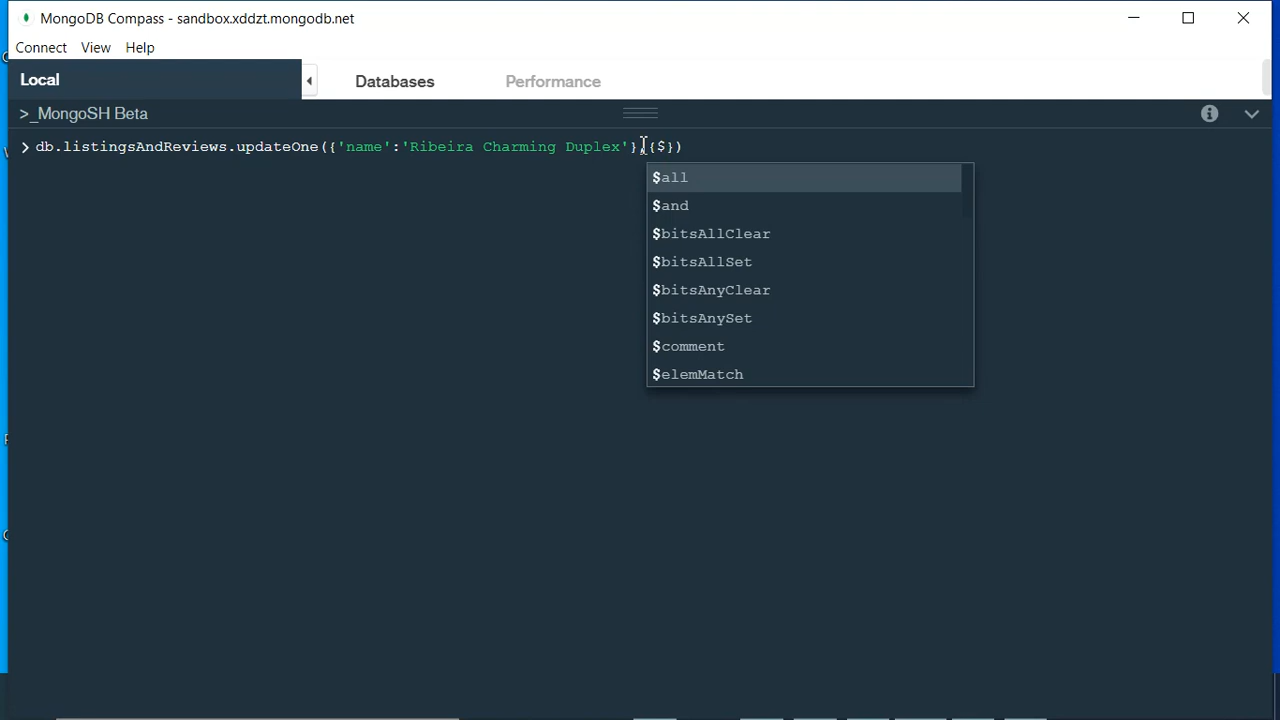 MongoDB Compass - sandbox.xddzt.mongodb.net
Connect View Help
Local Databases Performance
>_MongoSH Beta
> db.listingsAndReviews.updateOne({'name':'Ribeira Charming Duplex'},{$})
$all
$and
$bitsAllClear
$bitsAllSet
$bitsAnyClear
$bitsAnySet
$comment
$elemMatch